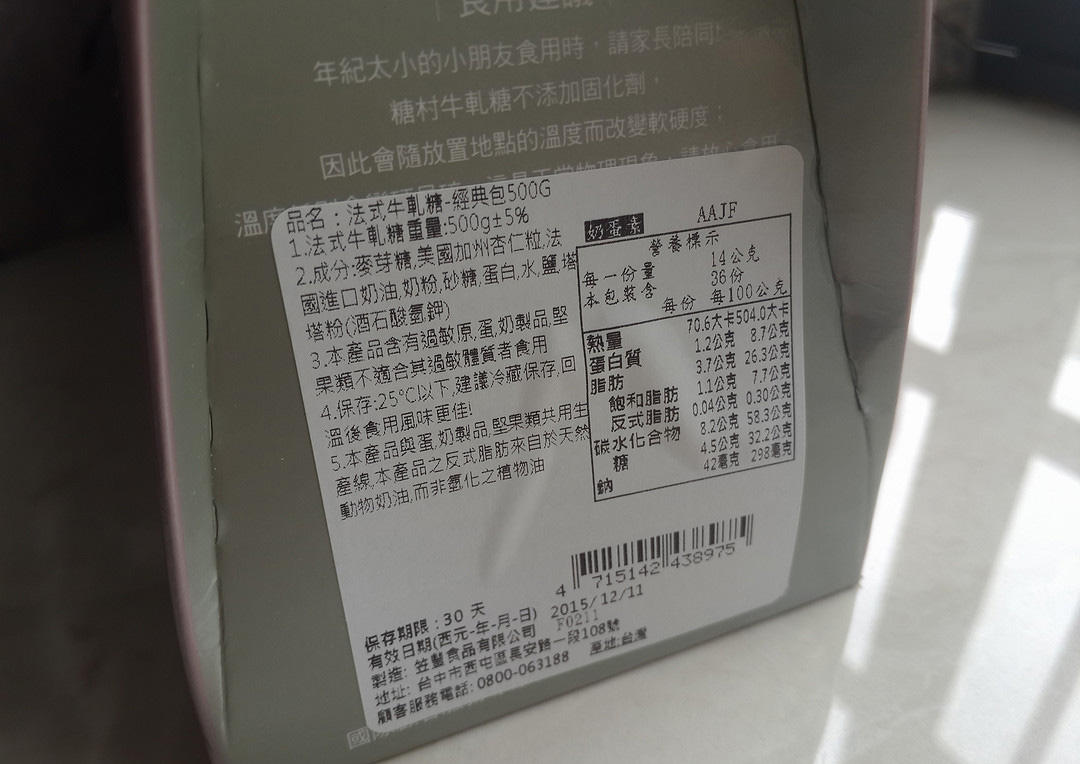 食用建議
年紀太小的小朋友食用時，請家長陪同
糖村牛軋糖不添加固化劑，
因此會隨放置地點的溫度而改變軟硬度；
溫度
品名：法式牛軋糖-經典包500G
1.法式牛軋糖重量:500g±5%
2.成分:麥芽糖,美國加州杏仁粒,法
國進口奶油,奶粉,砂糖,蛋白,水,鹽,塔
塔粉(酒石酸氫鉀)
3.本產品含有過敏原,蛋,奶製品,堅
果類不適合其過敏體質者食用
4.保存:25°C以下,建議冷藏保存,回
溫後食用風味更佳!
5.本產品與蛋,奶製品,堅果類共用生
產線,本產品之反式脂肪來自於天然
動物奶油,而非氫化之植物油
奶蛋素 AAJF
營養標示
每一份量 14公克
本包裝含 36份
每份 每100公克
熱量 70.6大卡 504.0大卡
蛋白質 1.2公克 8.7公克
脂肪 3.7公克 26.3公克
飽和脂肪 1.1公克 7.7公克
反式脂肪 0.04公克 0.30公克
碳水化合物 8.2公克 58.3公克
糖 4.5公克 32.2公克
鈉 42毫克 298毫克
4 715142 438975
保存期限：30 天
有效日期(西元-年-月-日) 2015/12/11
製造: 笠豐食品有限公司 F0211
地址: 台中市西屯區長安路一段108號
顧客服務電話: 0800-063188 產地:台灣
國